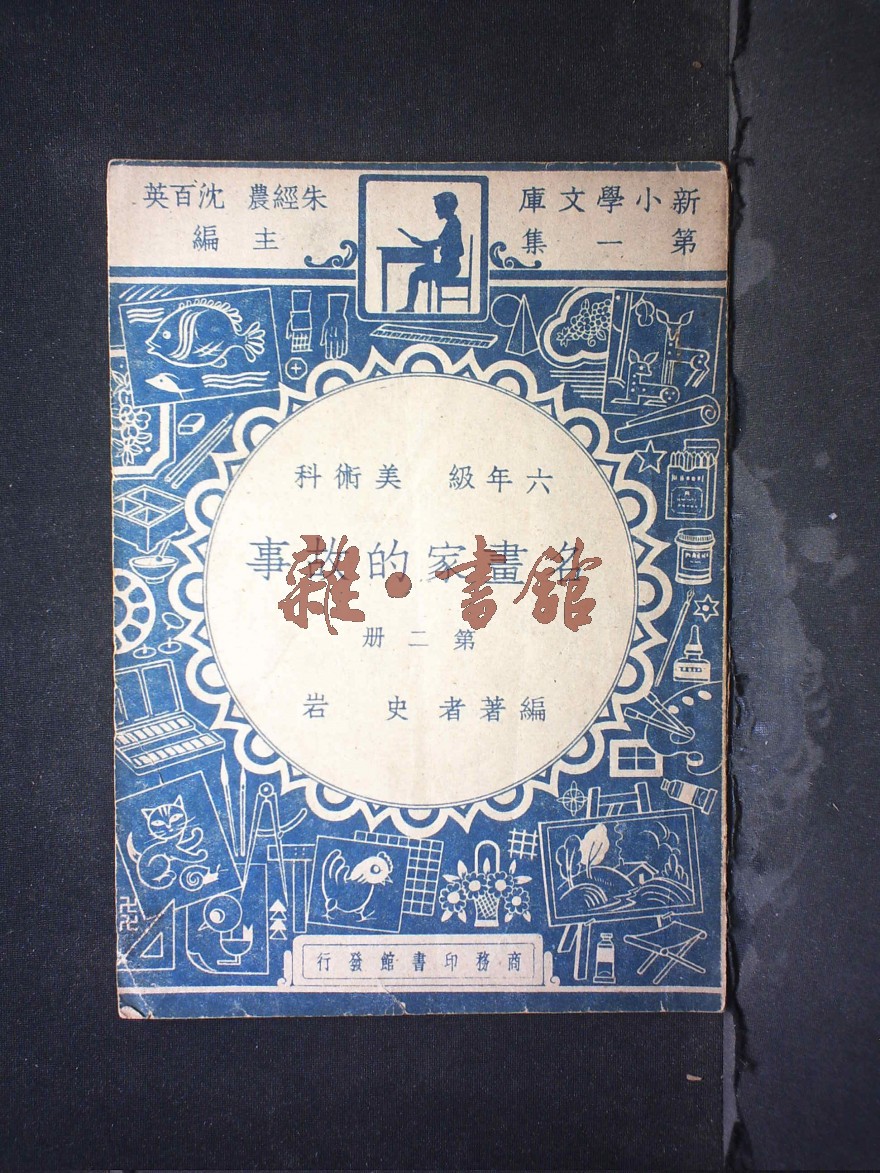 新小學文庫
第一集
朱經農 沈百英
主編
六年級 美術科
名畫家的故事
雜·書館
第二册
編著者 史岩
商務印書館發行